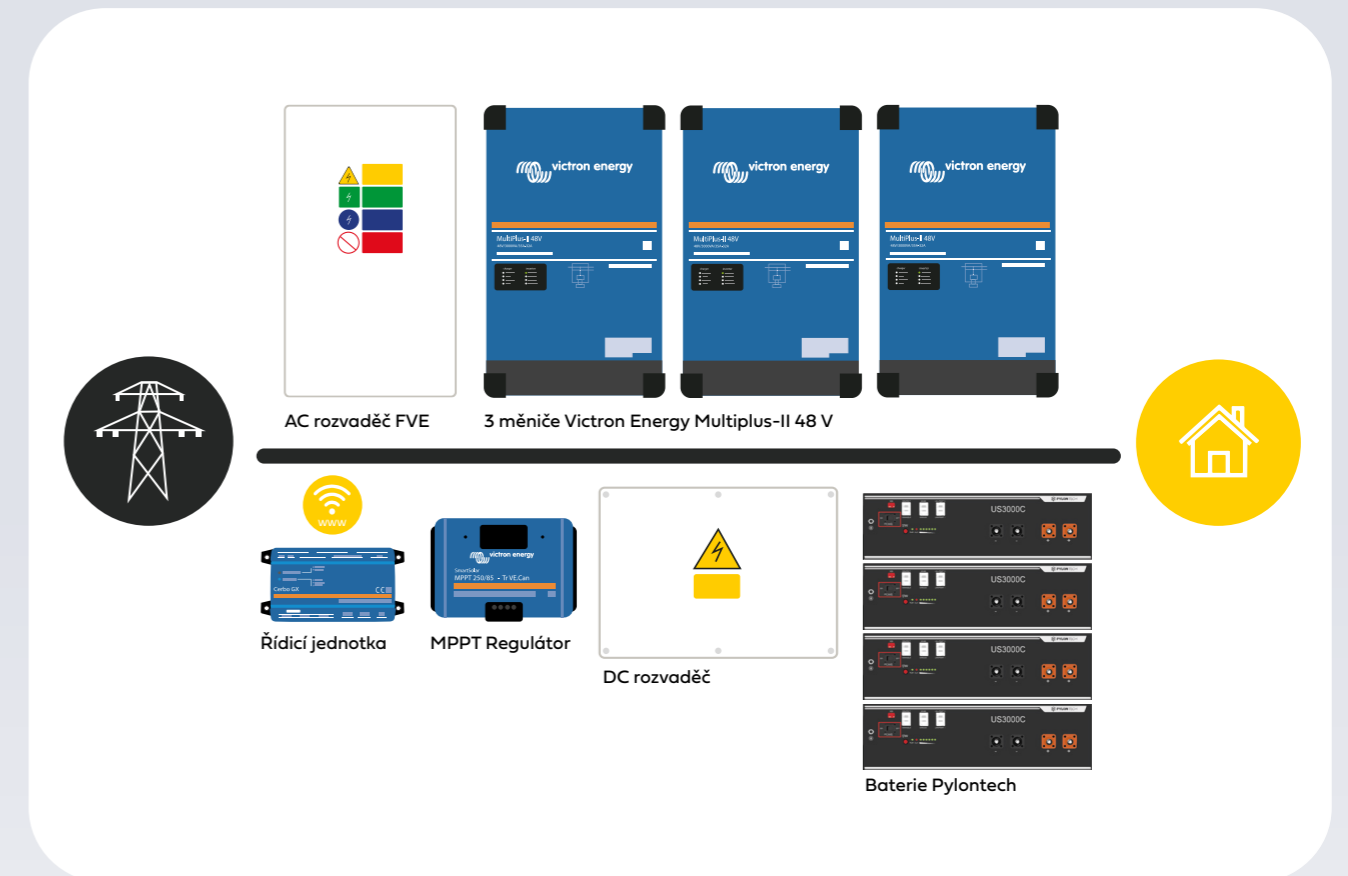 victron energy
victron energy
victron energy
MultiPlus-II 48V
MultiPlus-II 48V
MultiPlus-II 48V
AC rozvaděč FVE
3 měniče Victron Energy Multiplus-II 48 V
www
Cerbo GX
CE
victron energy
SmartSolar
MPPT 250/85 - Tr VE.Can
Řídicí jednotka
MPPT Regulátor
DC rozvaděč
US3000C
US3000C
US3000C
US3000C
Baterie Pylontech